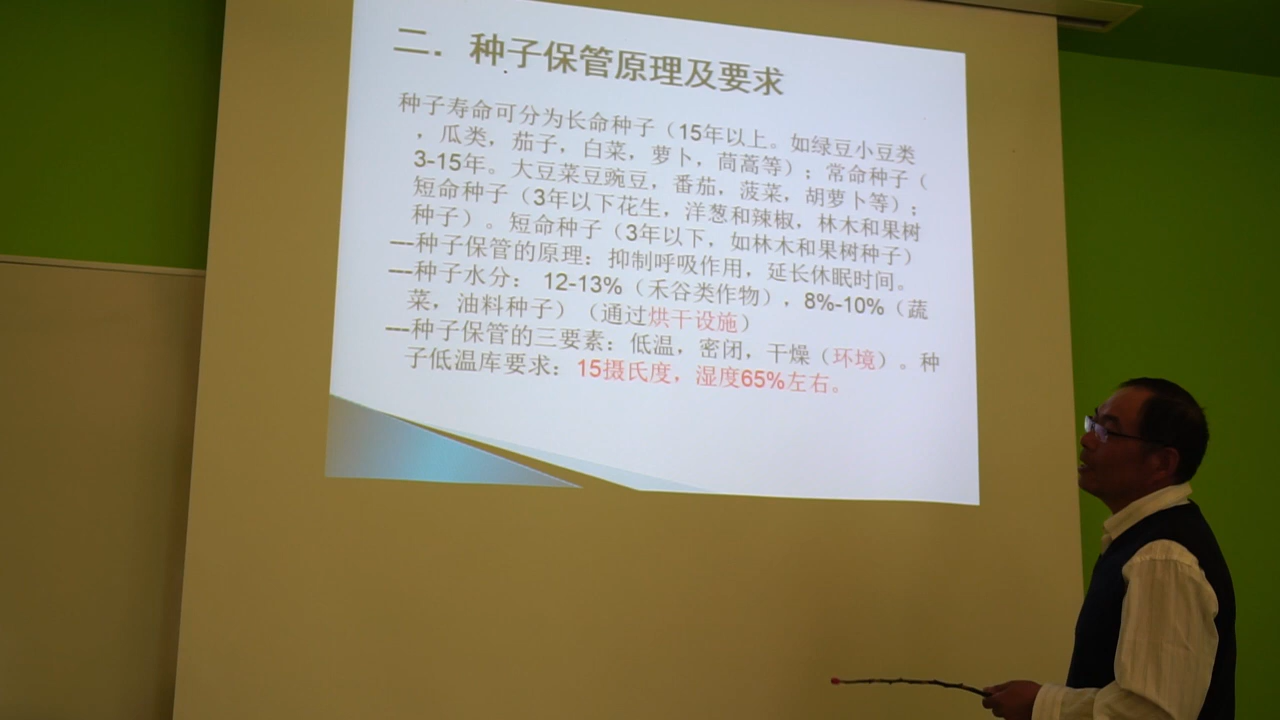 二．种子保管原理及要求
种子寿命可分为长命种子（15年以上。如绿豆小豆类
，瓜类，茄子，白菜，萝卜，茼蒿等）；常命种子（
3-15年。大豆菜豆豌豆，番茄，菠菜，胡萝卜等）；
短命种子（3年以下花生，洋葱和辣椒，林木和果树
种子）。短命种子（3年以下，如林木和果树种子）
---种子保管的原理：抑制呼吸作用，延长休眠时间。
---种子水分： 12-13%（禾谷类作物），8%-10%（蔬
菜，油料种子）（通过烘干设施）
---种子保管的三要素：低温，密闭，干燥（环境）。种
子低温库要求：15摄氏度，湿度65%左右。